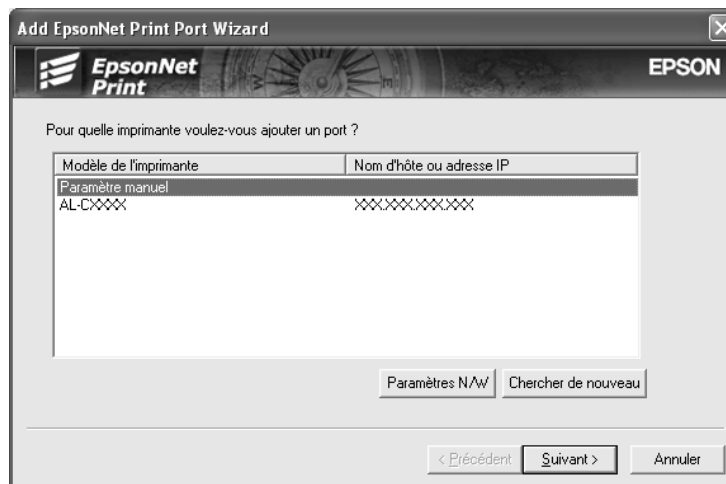 Add EpsonNet Print Port Wizard
EpsonNet
Print
EPSON
Pour quelle imprimante voulez-vous ajouter un port ?
Modèle de l'imprimante Nom d'hôte ou adresse IP
Paramètre manuel
AL-CXXXX XXX.XXX.XXX.XXX
Paramètres N/W Chercher de nouveau
< Précédent Suivant > Annuler